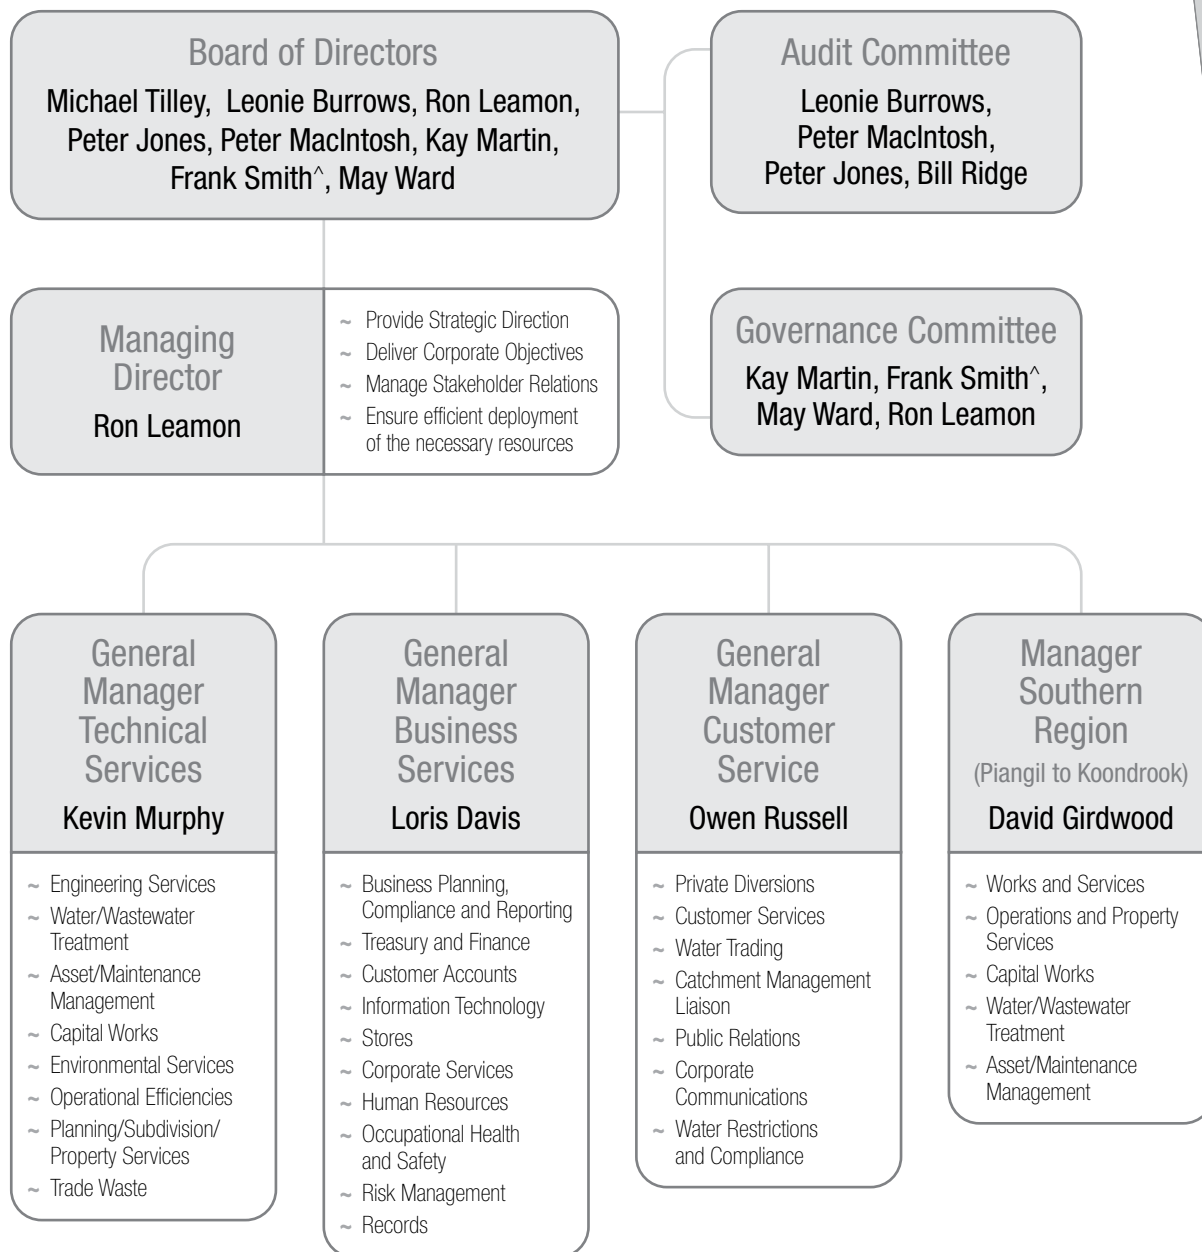 Board of Directors
Michael Tilley, Leonie Burrows, Ron Leamon,
Peter Jones, Peter MacIntosh, Kay Martin,
Frank Smith^, May Ward
Audit Committee
Leonie Burrows,
Peter MacIntosh,
Peter Jones, Bill Ridge
Managing
Director
Ron Leamon
~ Provide Strategic Direction
~ Deliver Corporate Objectives
~ Manage Stakeholder Relations
~ Ensure efficient deployment
of the necessary resources
Governance Committee
Kay Martin, Frank Smith^,
May Ward, Ron Leamon
General
Manager
Technical
Services
Kevin Murphy
~ Engineering Services
~ Water/Wastewater
Treatment
~ Asset/Maintenance
Management
~ Capital Works
~ Environmental Services
~ Operational Efficiencies
~ Planning/Subdivision/
Property Services
~ Trade Waste
General
Manager
Business
Services
Loris Davis
~ Business Planning,
Compliance and Reporting
~ Treasury and Finance
~ Customer Accounts
~ Information Technology
~ Stores
~ Corporate Services
~ Human Resources
~ Occupational Health
and Safety
~ Risk Management
~ Records
General
Manager
Customer
Service
Owen Russell
~ Private Diversions
~ Customer Services
~ Water Trading
~ Catchment Management
Liaison
~ Public Relations
~ Corporate
Communications
~ Water Restrictions
and Compliance
Manager
Southern
Region
(Piangil to Koondrook)
David Girdwood
~ Works and Services
~ Operations and Property
Services
~ Capital Works
~ Water/Wastewater
Treatment
~ Asset/Maintenance
Management